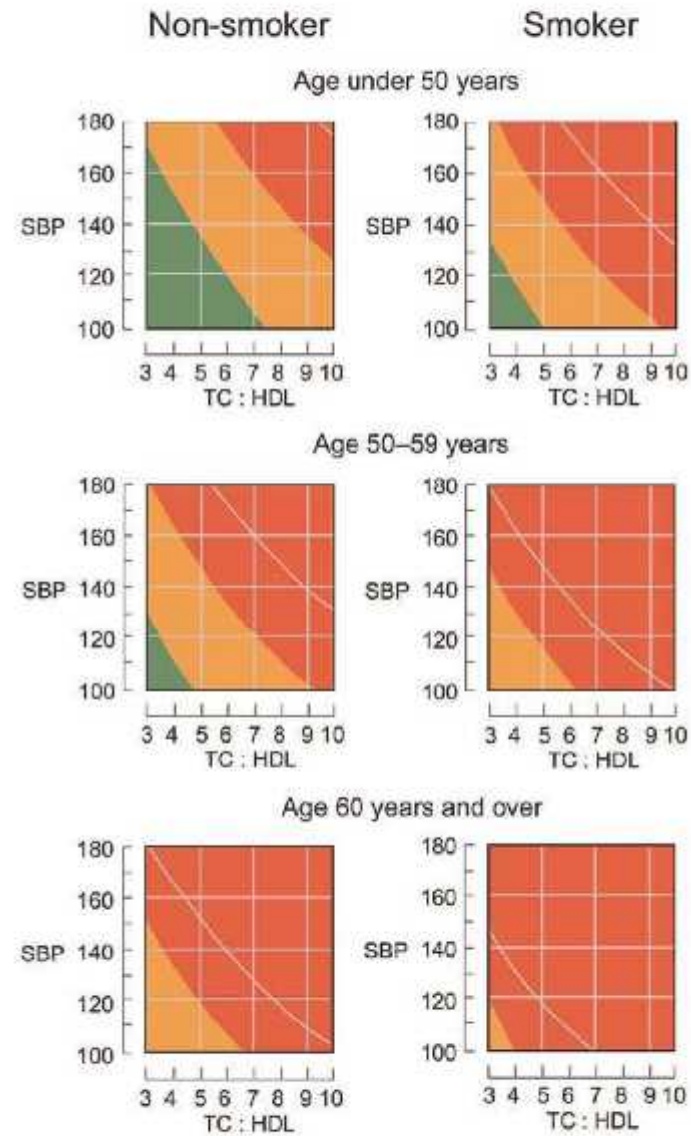 Non-smoker Smoker
Age under 50 years
180 180
160 160
SBP 140 SBP 140
120 120
100 100
3 4 5 6 7 8 9 10 3 4 5 6 7 8 9 10
TC : HDL TC : HDL
Age 50–59 years
180 180
160 160
SBP 140 SBP 140
120 120
100 100
3 4 5 6 7 8 9 10 3 4 5 6 7 8 9 10
TC : HDL TC : HDL
Age 60 years and over
180 180
160 160
SBP 140 SBP 140
120 120
100 100
3 4 5 6 7 8 9 10 3 4 5 6 7 8 9 10
TC : HDL TC : HDL